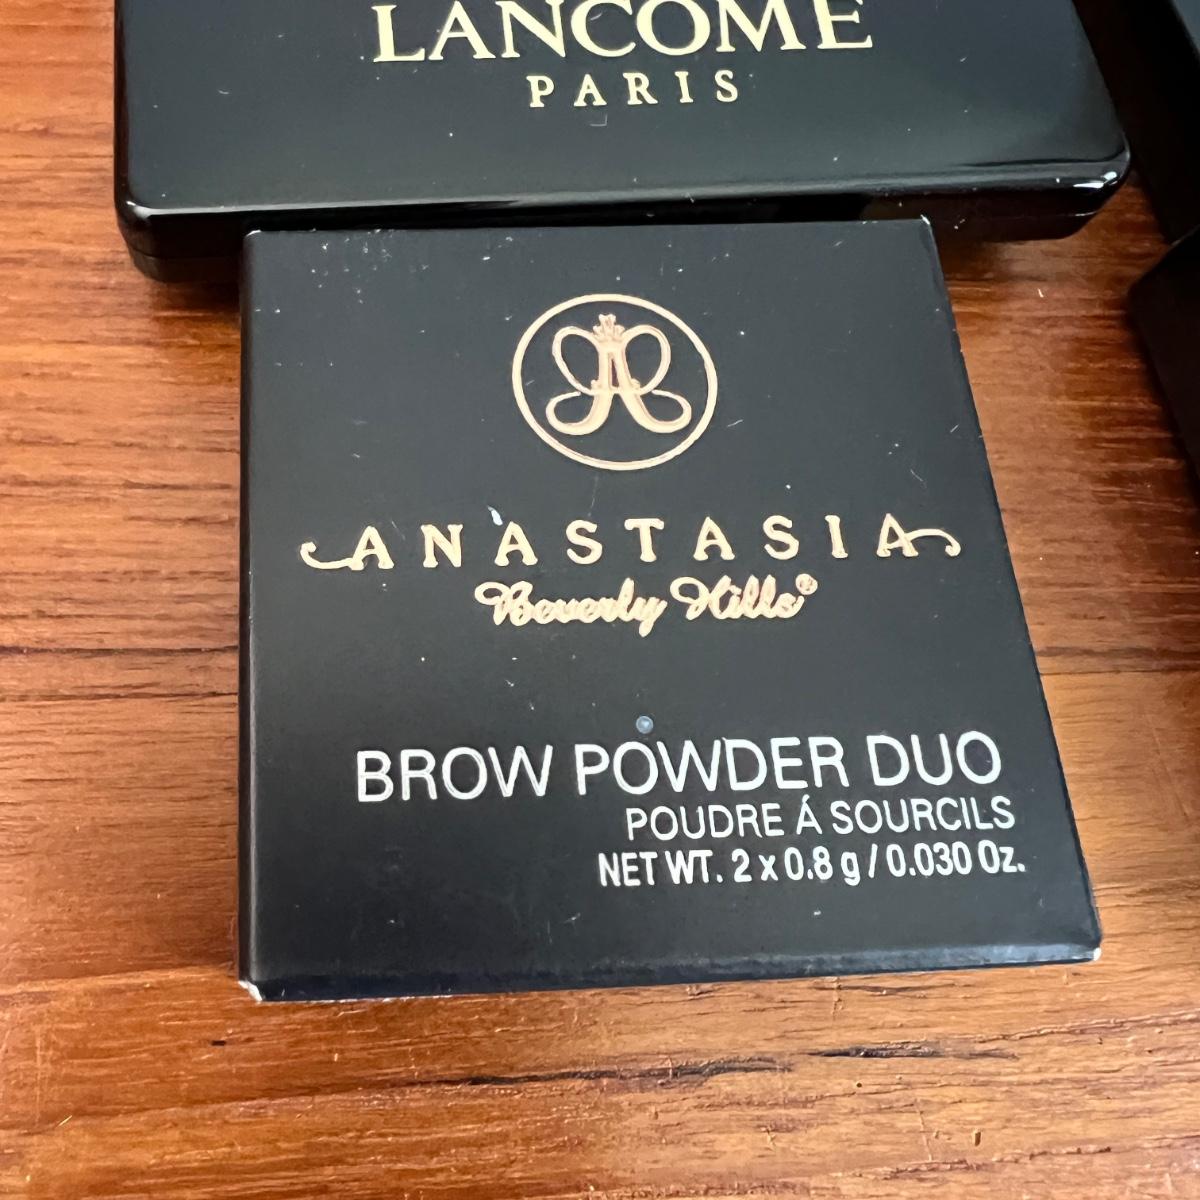 LANCOME
PARIS
ANASTASIA
Beverly Hills®
BROW POWDER DUO
POUDRE Á SOURCILS
NET WT. 2 x 0.8 g / 0.030 Oz.